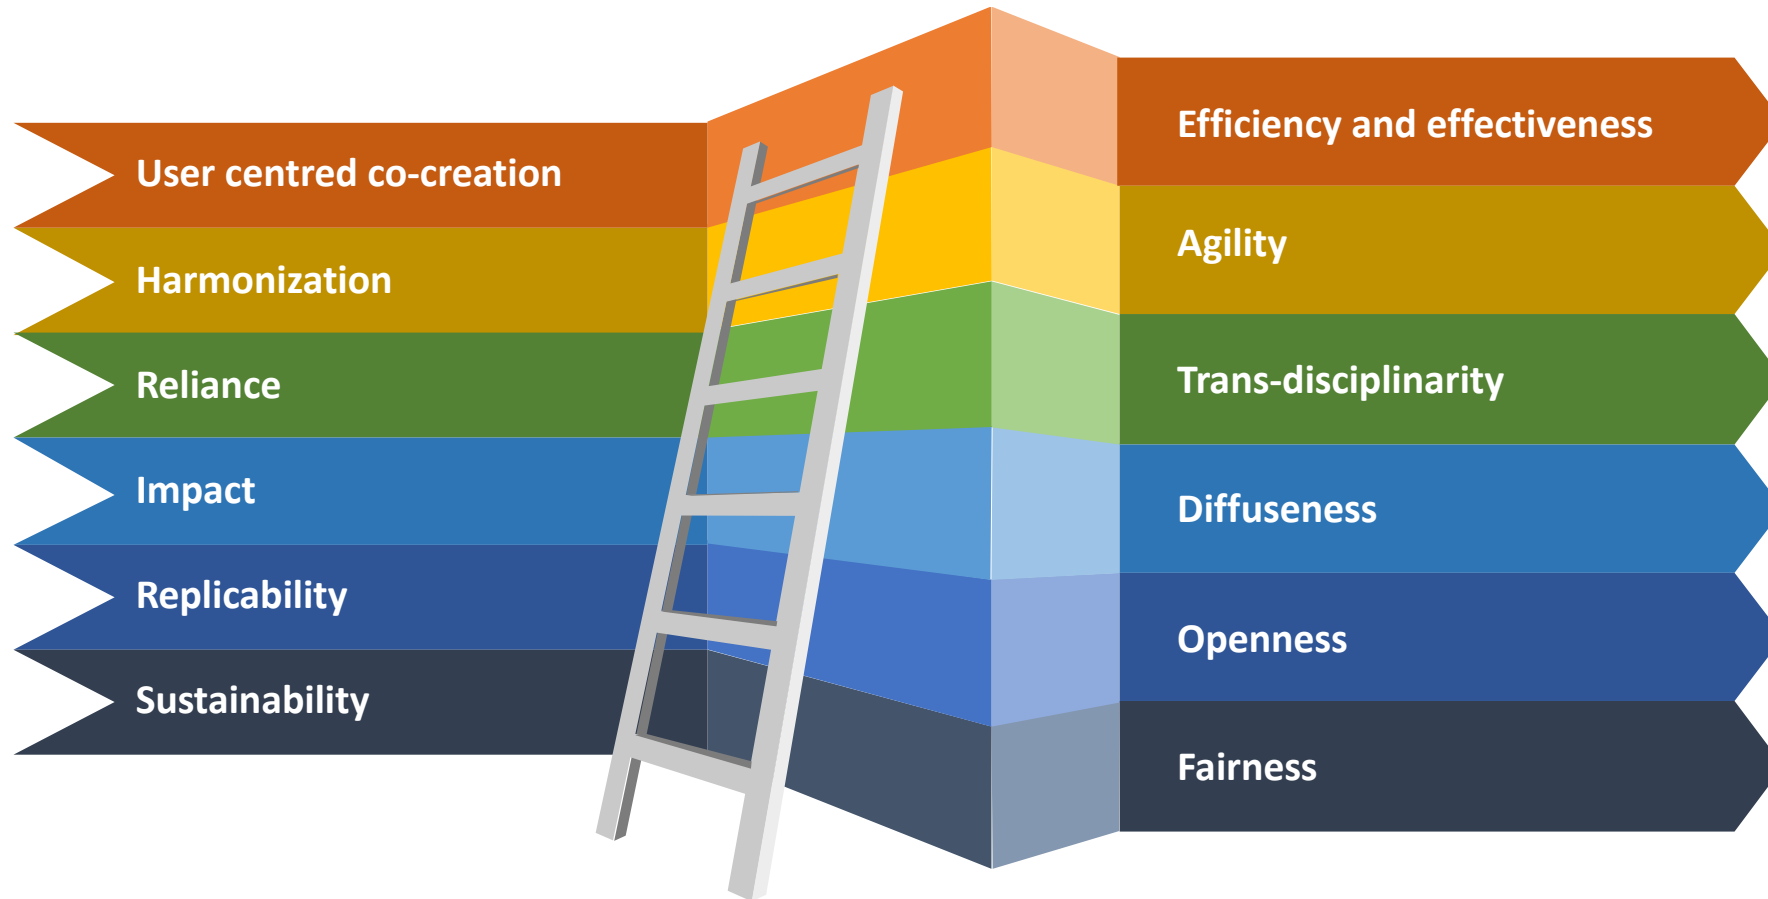 User centred co-creation
Harmonization
Reliance
Impact
Replicability
Sustainability
Efficiency and effectiveness
Agility
Trans-disciplinarity
Diffuseness
Openness
Fairness